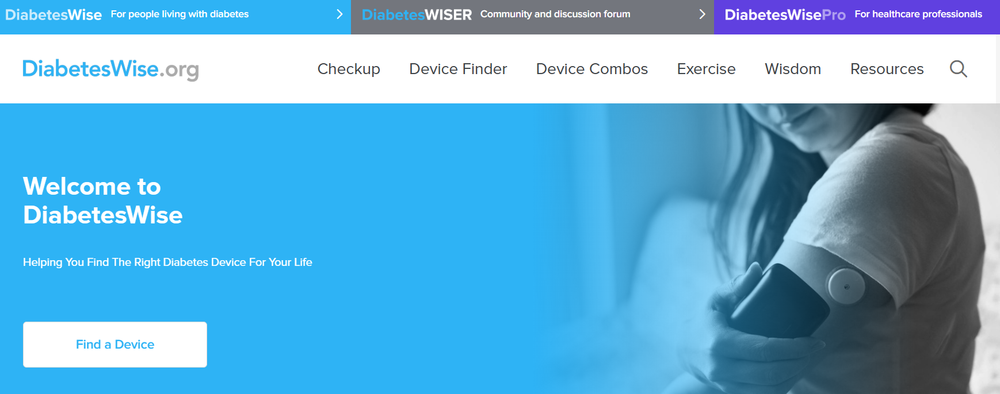 DiabetesWise For people living with diabetes
DiabetesWISER Community and discussion forum
DiabetesWisePro For healthcare professionals
DiabetesWise.org
Checkup Device Finder Device Combos Exercise Wisdom Resources
Welcome to
DiabetesWise
Helping You Find The Right Diabetes Device For Your Life
Find a Device